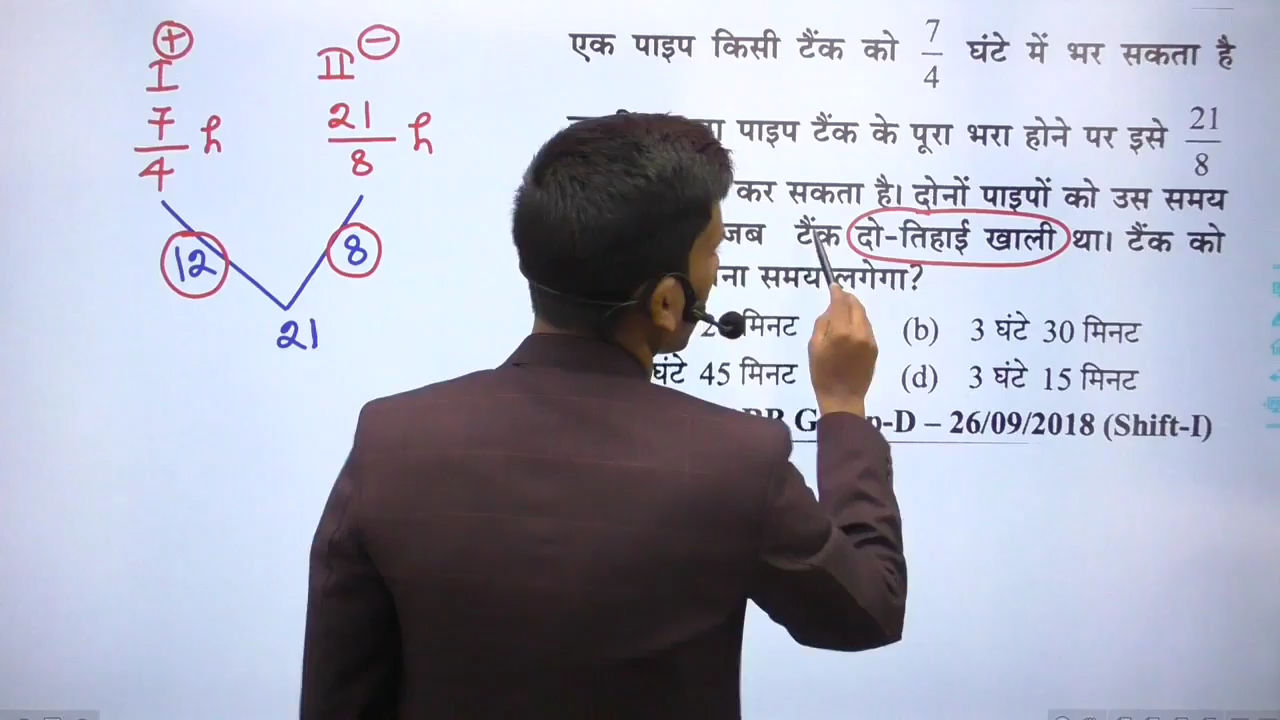 ⊕ ⊖
I II
7/4 h 21/8 h
12 8
21
एक पाइप किसी टैंक को 7/4 घंटे में भर सकता है
पाइप टैंक के पूरा भरा होने पर इसे 21/8
कर सकता है। दोनों पाइपों को उस समय
जब टैंक दो-तिहाई खाली था। टैंक को
समय लगेगा?
मिनट (b) 3 घंटे 30 मिनट
घंटे 45 मिनट (d) 3 घंटे 15 मिनट
-D – 26/09/2018 (Shift-I)